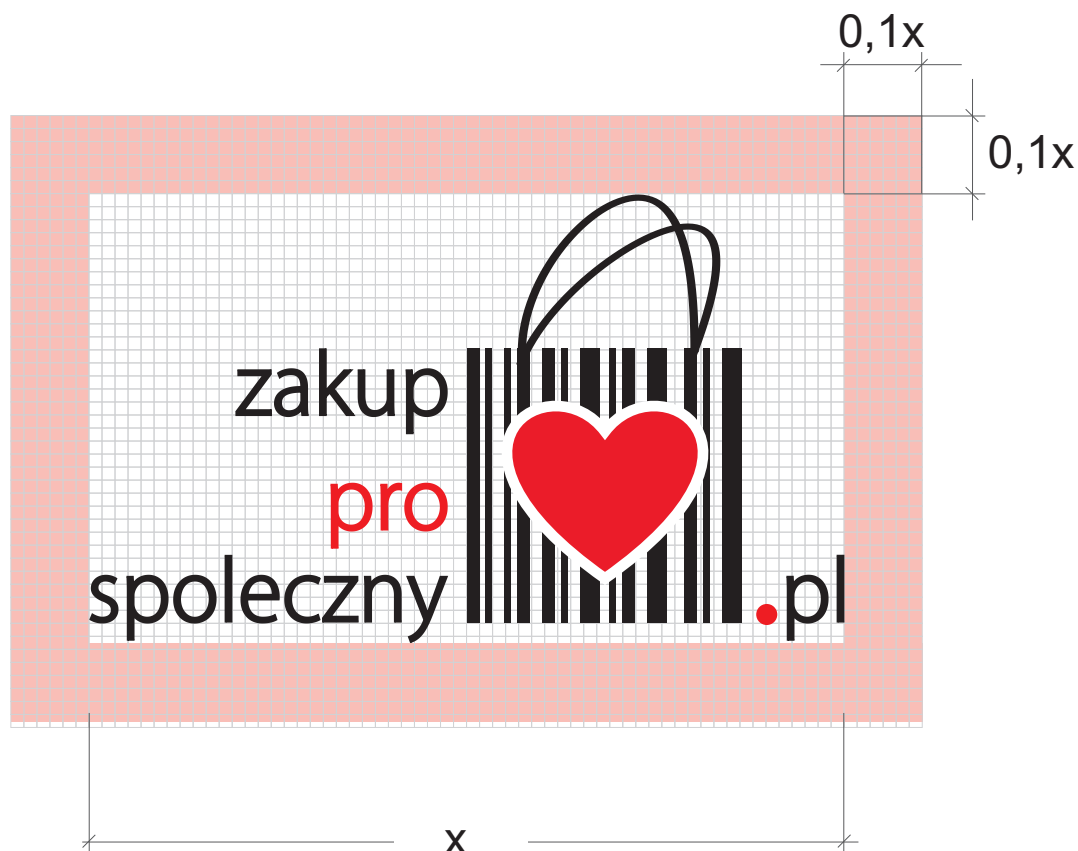 0,1x
0,1x
zakup
pro
spoleczny
.pl
x